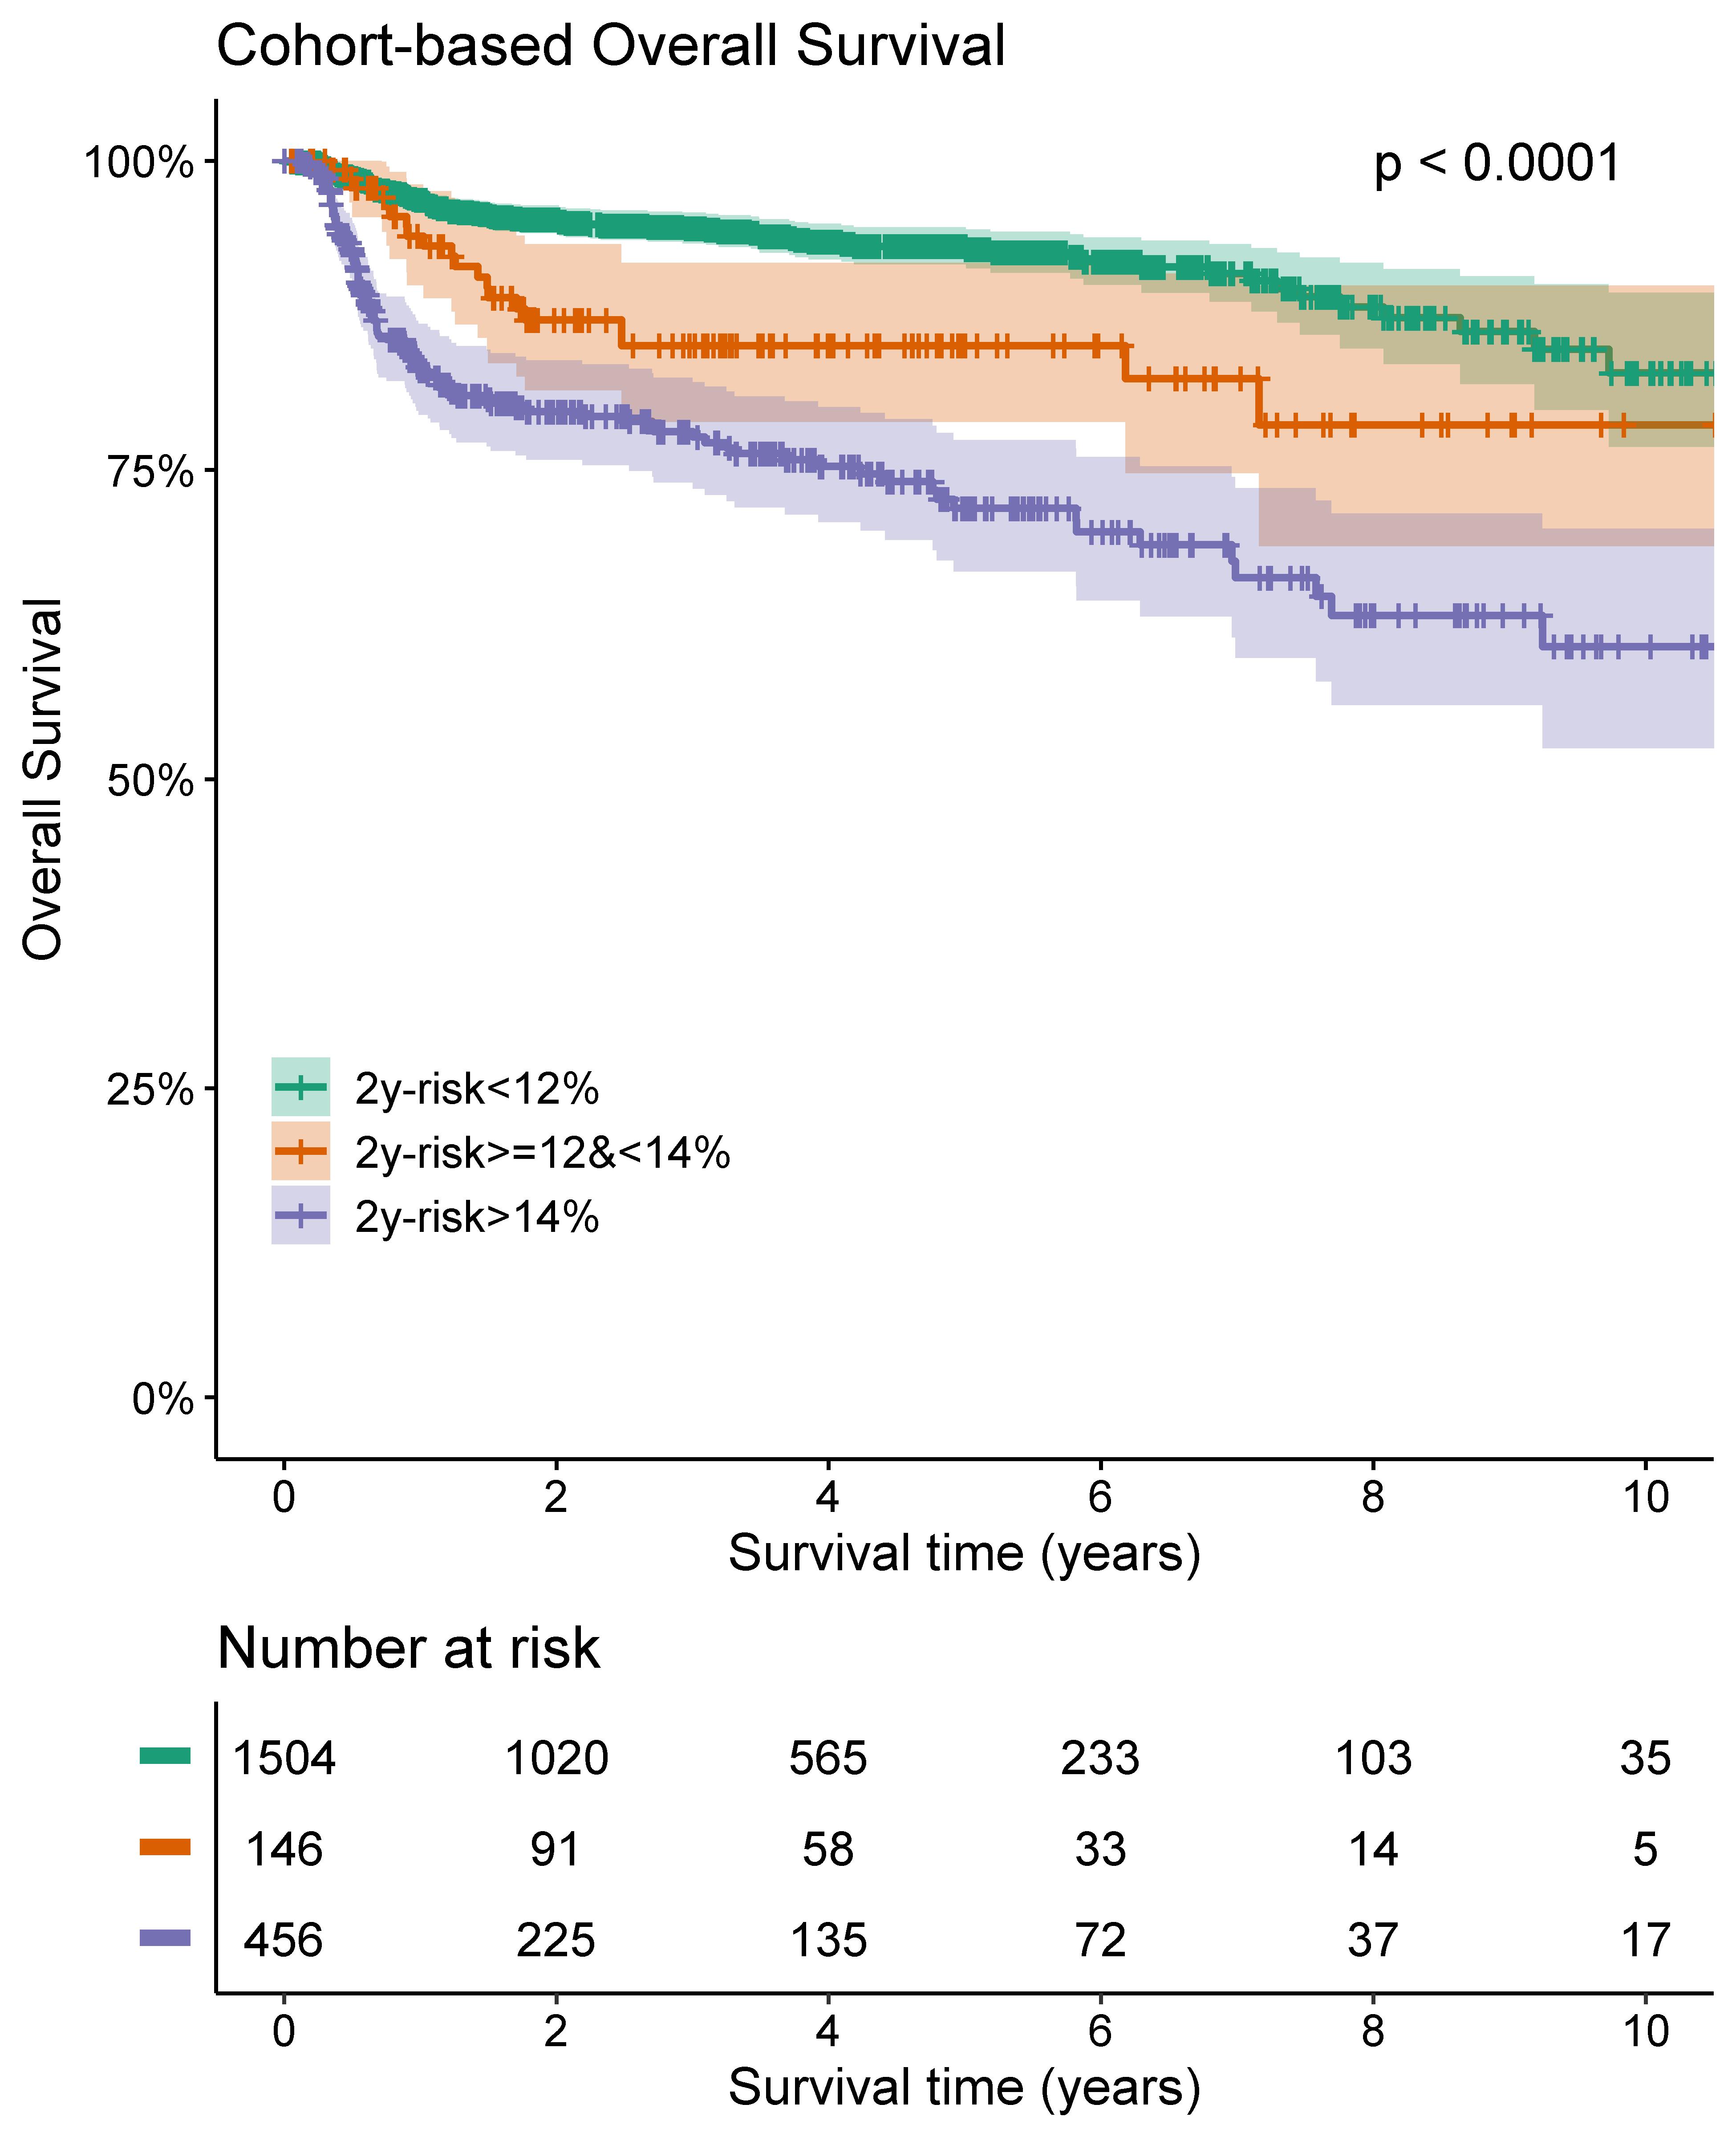 Cohort-based Overall Survival
p < 0.0001
100%
75%
50%
25%
0%
Overall Survival
2y-risk<12%
2y-risk>=12&<14%
2y-risk>14%
0 2 4 6 8 10
Survival time (years)
Number at risk
1504 1020 565 233 103 35
146 91 58 33 14 5
456 225 135 72 37 17
0 2 4 6 8 10
Survival time (years)